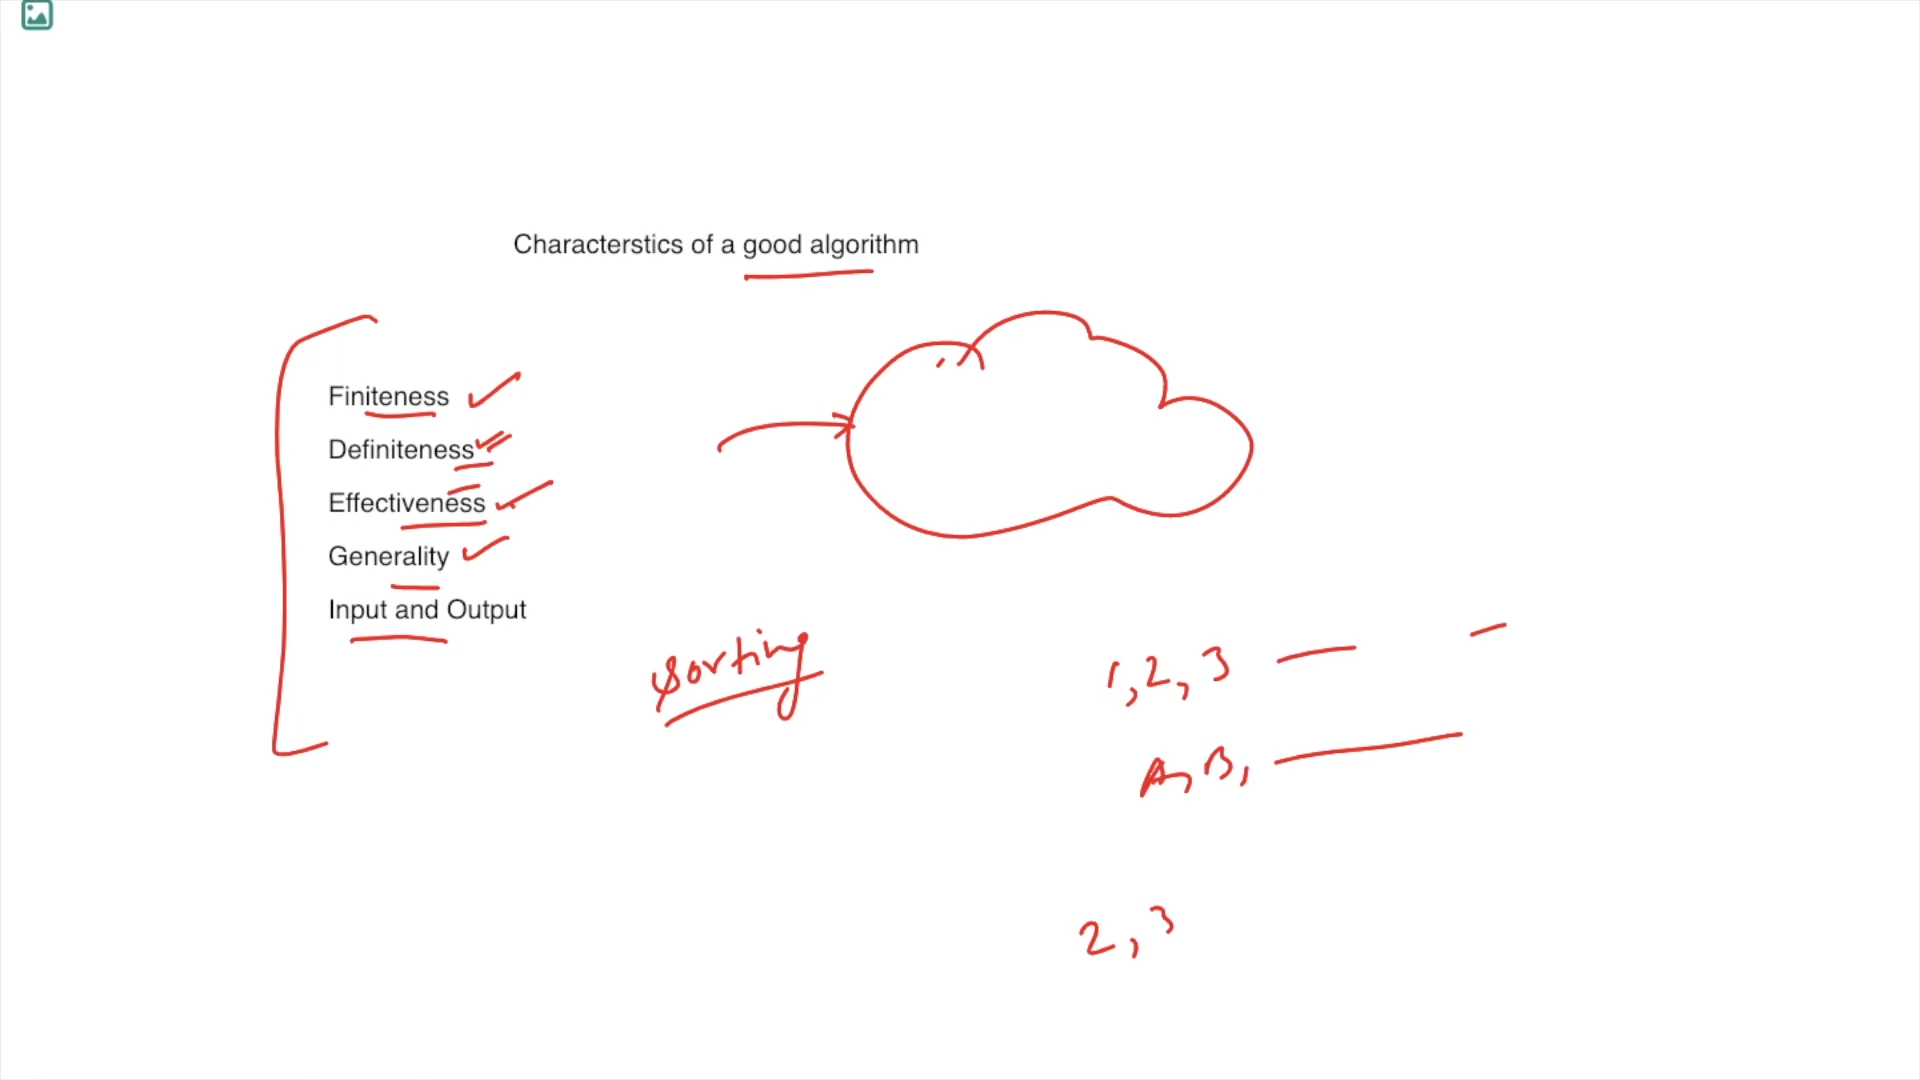 Characterstics of a good algorithm
Finiteness
Definiteness
Effectiveness
Generality
Input and Output
Sorting
1, 2, 3
A, B,
2, 3